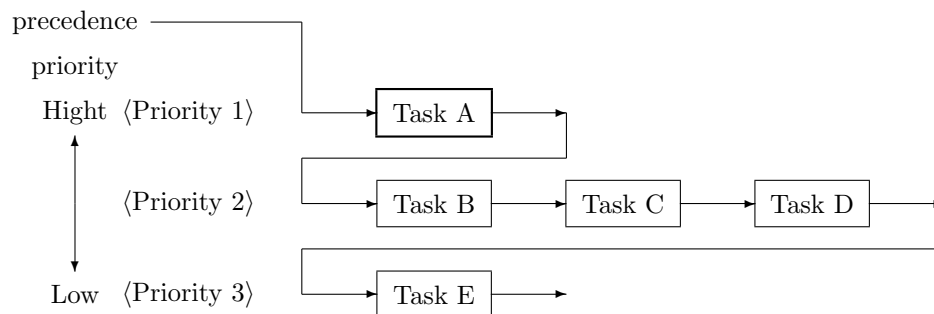 precedence
priority
Hight ⟨Priority 1⟩ Task A
⟨Priority 2⟩ Task B Task C Task D
Low ⟨Priority 3⟩ Task E